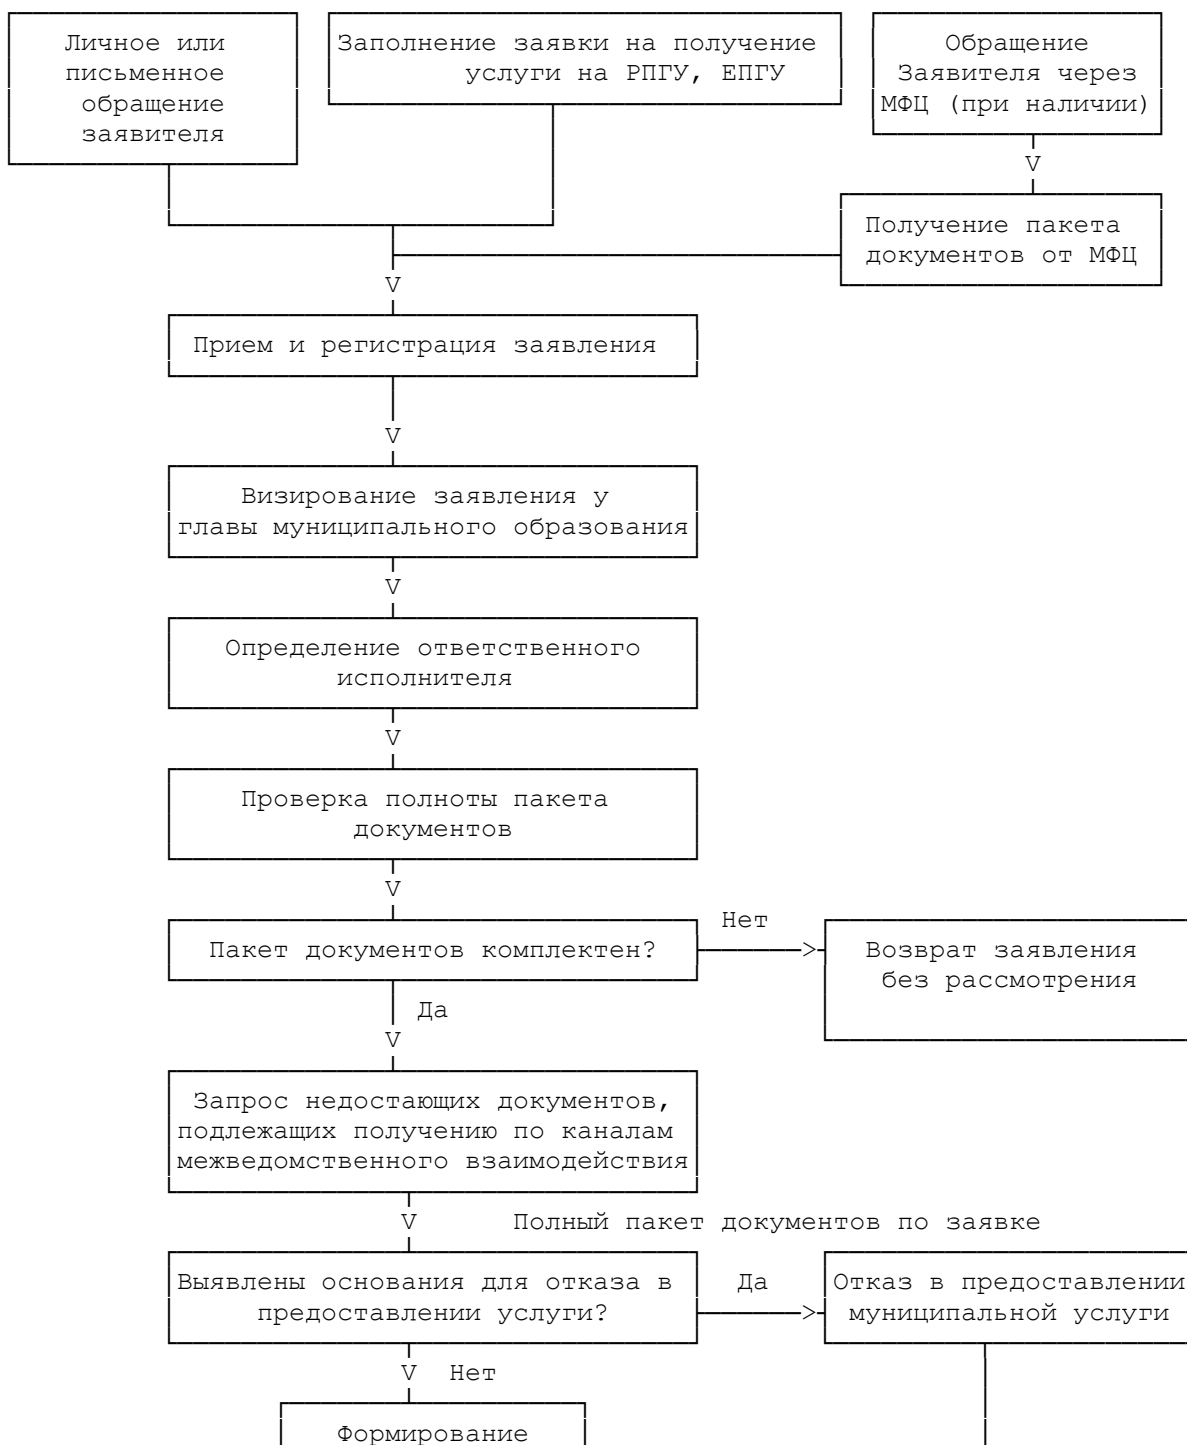 Личное или
письменное
обращение
заявителя
Заполнение заявки на получение
услуги на РПГУ, ЕПГУ
Обращение
Заявителя через
МФЦ (при наличии)
V
Получение пакета
документов от МФЦ
V
Прием и регистрация заявления
V
Визирование заявления у
главы муниципального образования
V
Определение ответственного
исполнителя
V
Проверка полноты пакета
документов
V
Пакет документов комплектен?
Нет
>
Возврат заявления
без рассмотрения
Да
V
Запрос недостающих документов,
подлежащих получению по каналам
межведомственного взаимодействия
V
Полный пакет документов по заявке
Выявлены основания для отказа в
предоставлении услуги?
Да
>
Отказ в предоставлении
муниципальной услуги
V Нет
Формирование